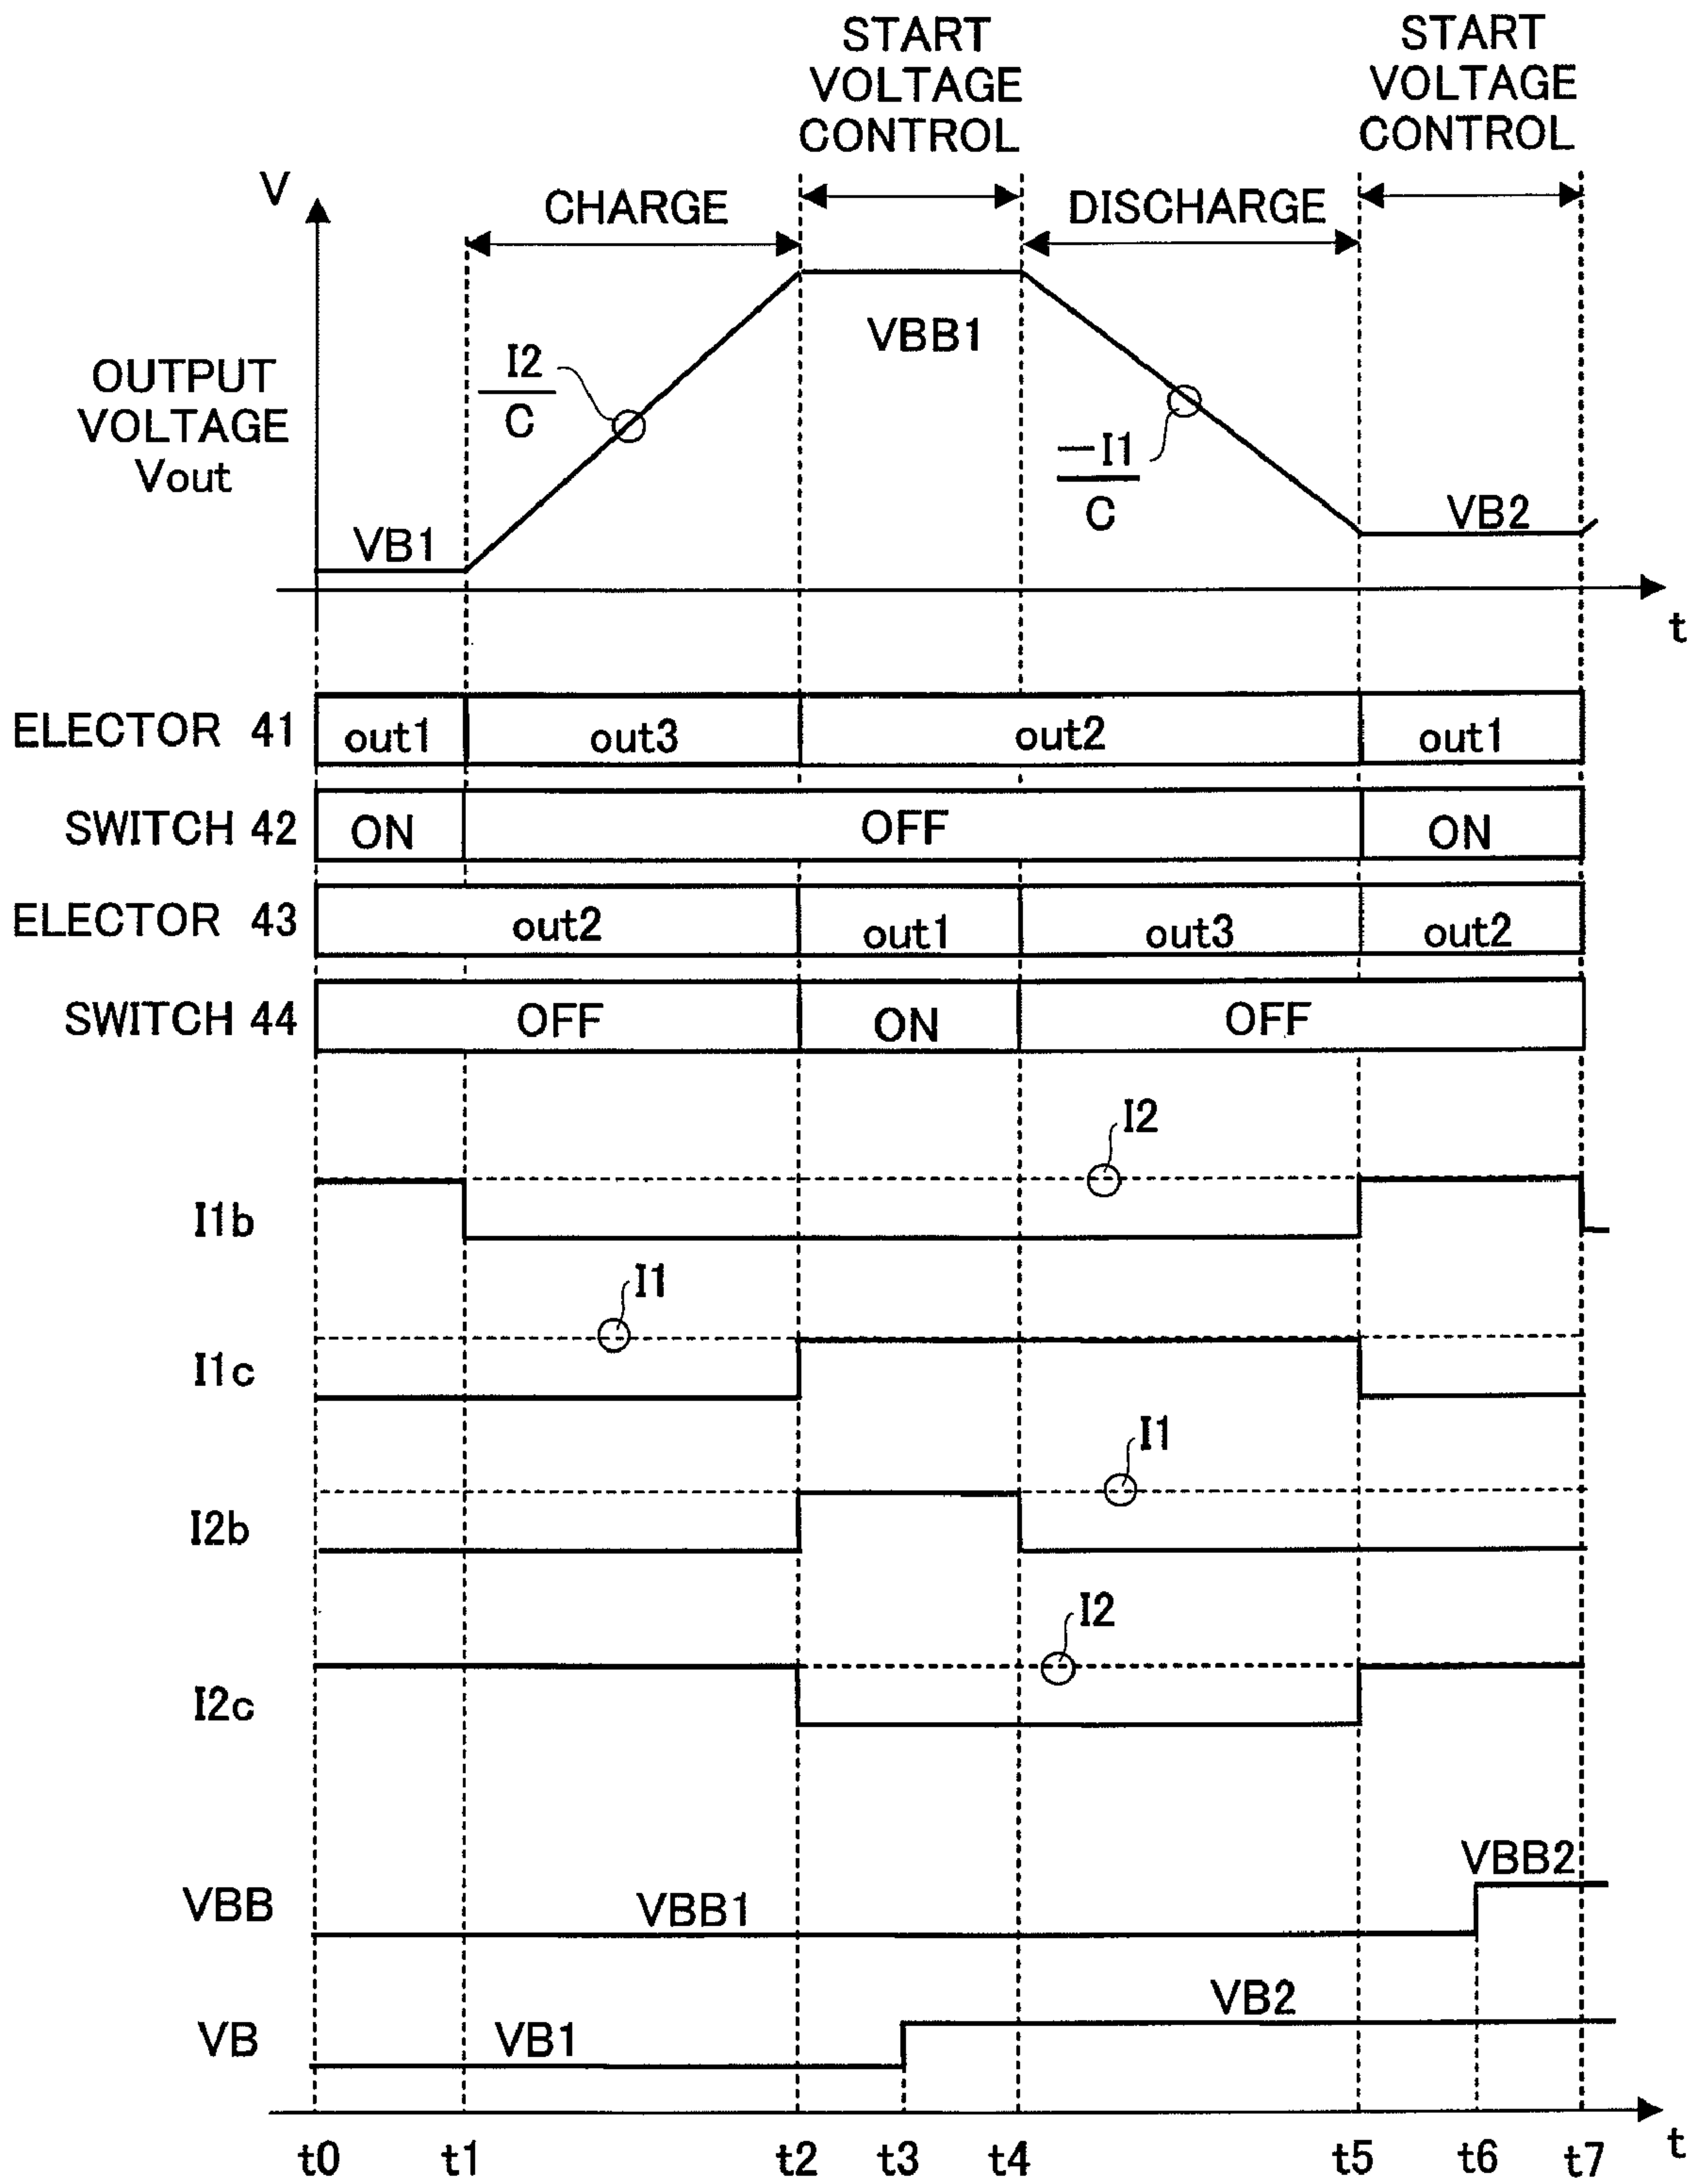 START
VOLTAGE
CONTROL
START
VOLTAGE
CONTROL
V
CHARGE
DISCHARGE
OUTPUT
VOLTAGE
Vout
I2
C
VBB1
—I1
C
VB1
VB2
t
ELECTOR 41
out1
out3
out2
out1
SWITCH 42
ON
OFF
ON
ELECTOR 43
out2
out1
out3
out2
SWITCH 44
OFF
ON
OFF
I2
I1b
I1
I1c
I1
I2b
I2
I2c
VBB2
VBB
VBB1
VB2
VB
VB1
t
t0
t1
t2
t3
t4
t5
t6
t7